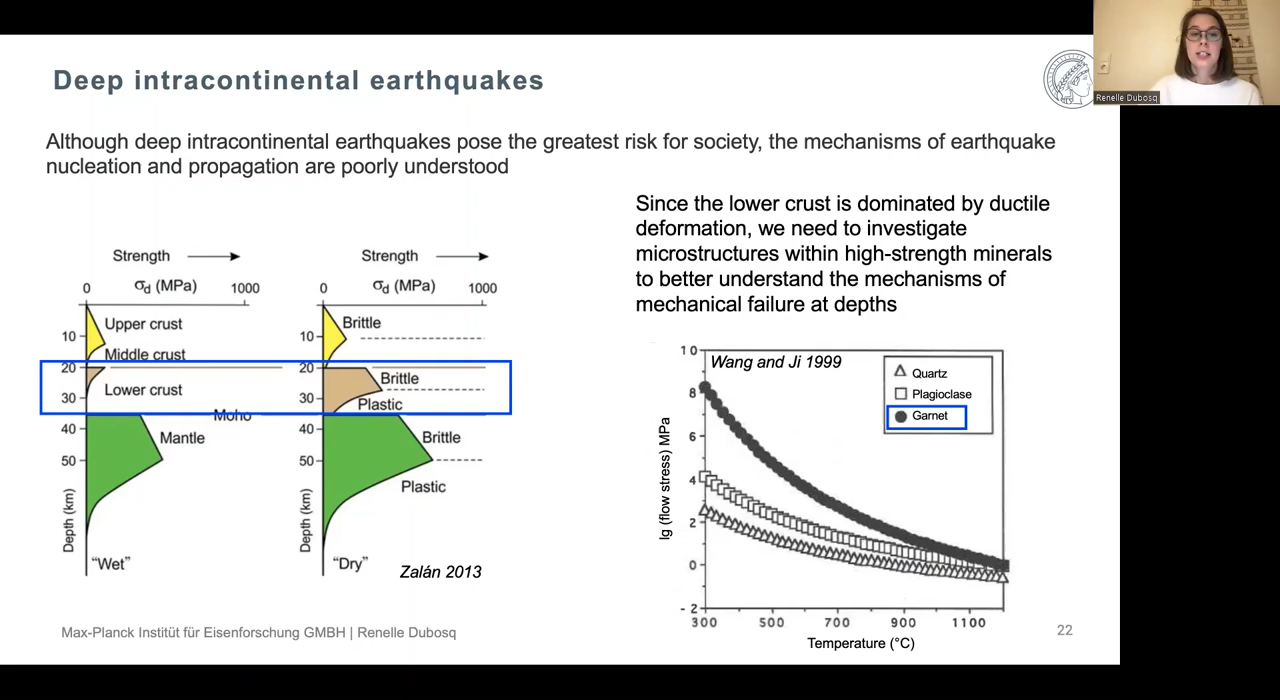 Renelle Dubosq
Deep intracontinental earthquakes
Although deep intracontinental earthquakes pose the greatest risk for society, the mechanisms of earthquake
nucleation and propagation are poorly understood
Since the lower crust is dominated by ductile
deformation, we need to investigate
microstructures within high-strength minerals
to better understand the mechanisms of
mechanical failure at depths
Strength
σd (MPa)
0
1000
10
20
30
40
50
Depth (km)
Upper crust
Middle crust
Lower crust
Moho
Mantle
“Wet”
Strength
σd (MPa)
0
1000
10
20
30
40
50
Depth (km)
Brittle
Brittle
Plastic
Brittle
Plastic
“Dry”
Zalán 2013
Wang and Ji 1999
Quartz
Plagioclase
Garnet
lg (flow stress) MPa
10
8
6
4
2
0
-2
300
500
700
900
1100
Temperature (°C)
Max-Planck Institüt für Eisenforschung GMBH | Renelle Dubosq
22